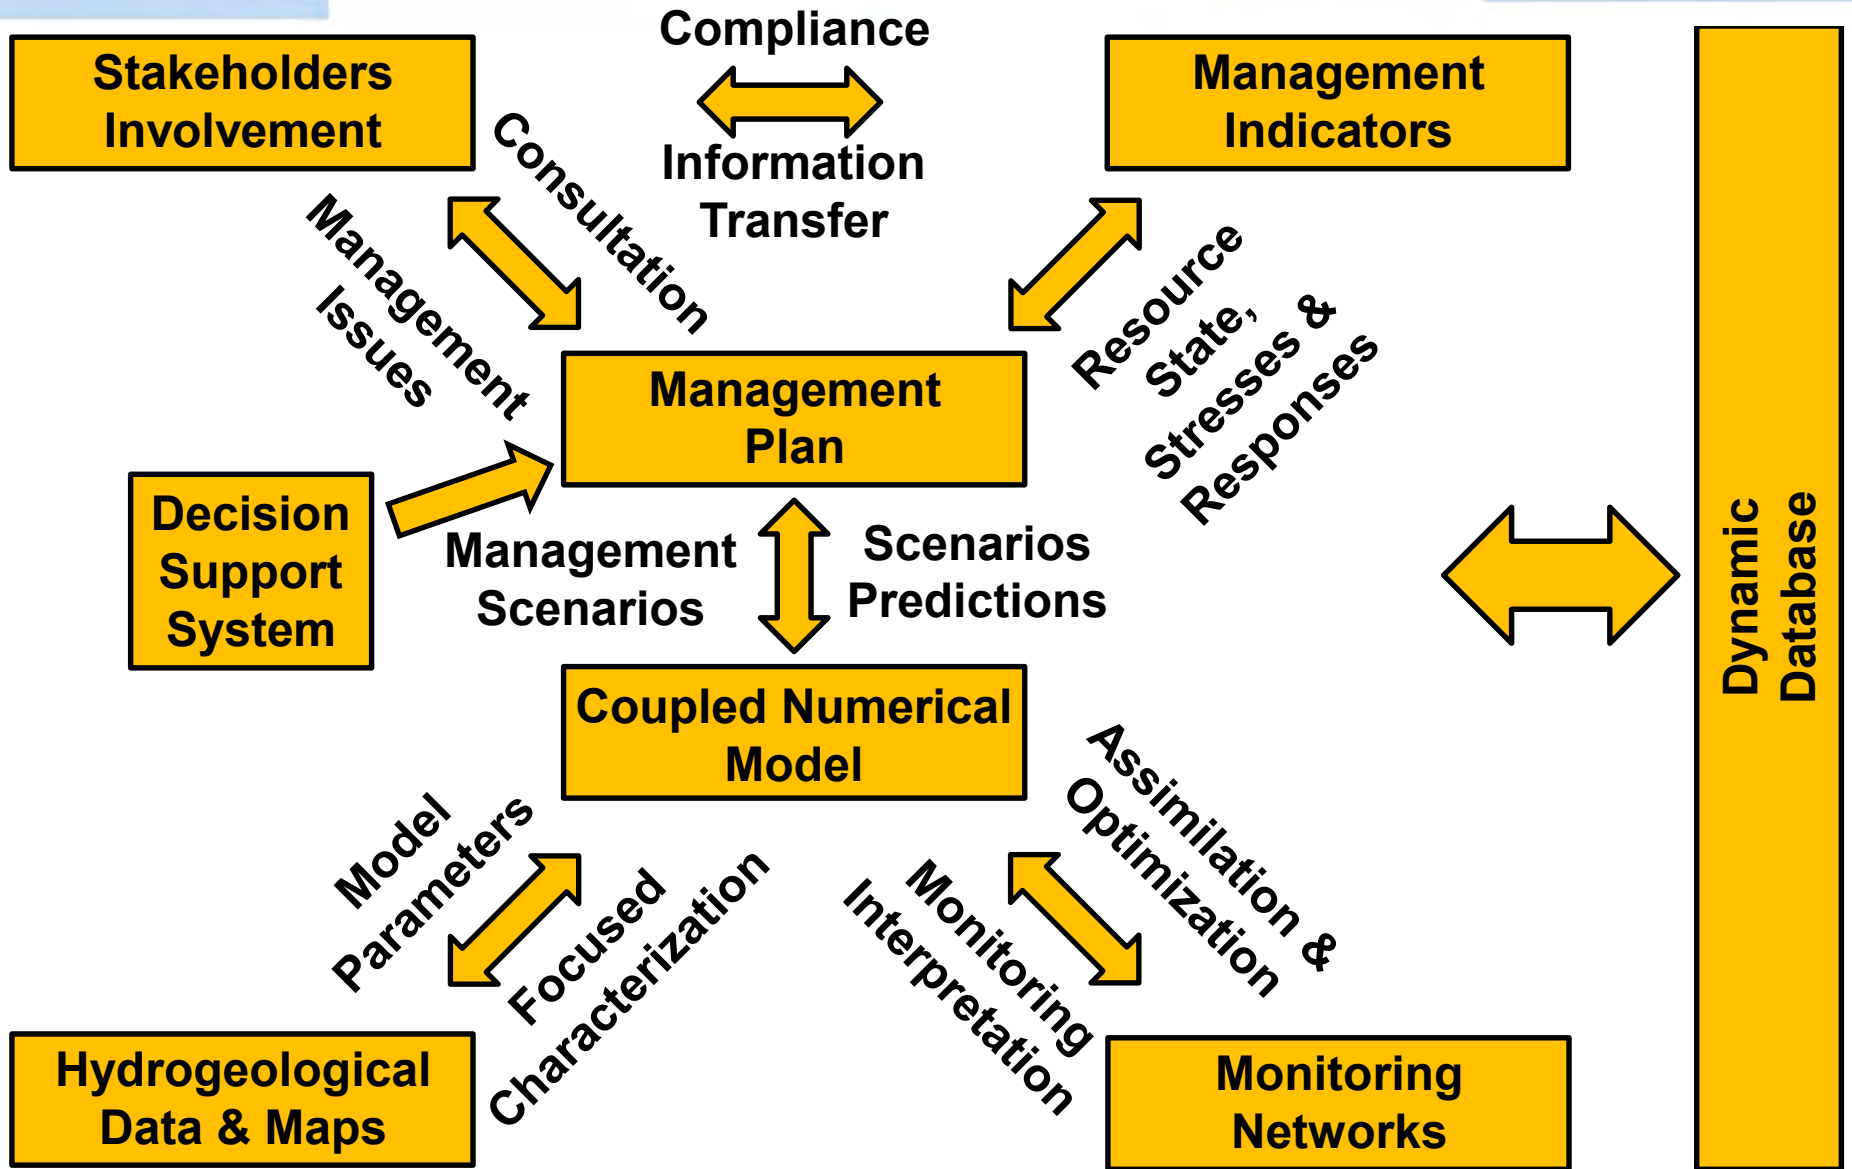 Compliance
Stakeholders
Involvement
Management
Indicators
Information
Transfer
Consultation
Management
Issues
Resource
State,
Stresses &
Responses
Management
Plan
Decision
Support
System
Management
Scenarios
Scenarios
Predictions
Dynamic
Database
Coupled Numerical
Model
Model
Parameters
Focused
Characterization
Assimilation &
Optimization
Monitoring
Interpretation
Hydrogeological
Data & Maps
Monitoring
Networks